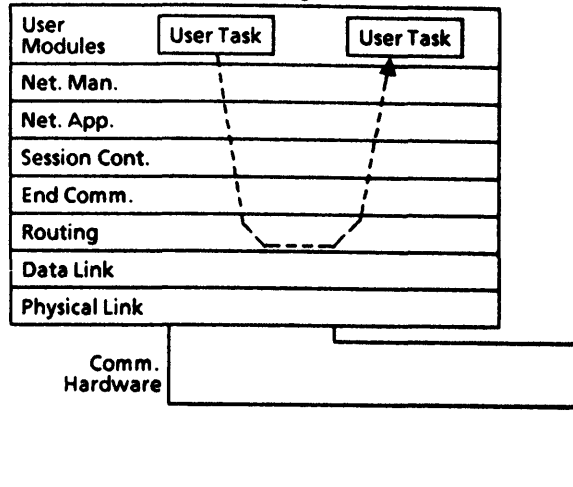 User
Modules
User Task
User Task
Net. Man.
Net. App.
Session Cont.
End Comm.
Routing
Data Link
Physical Link
Comm.
Hardware